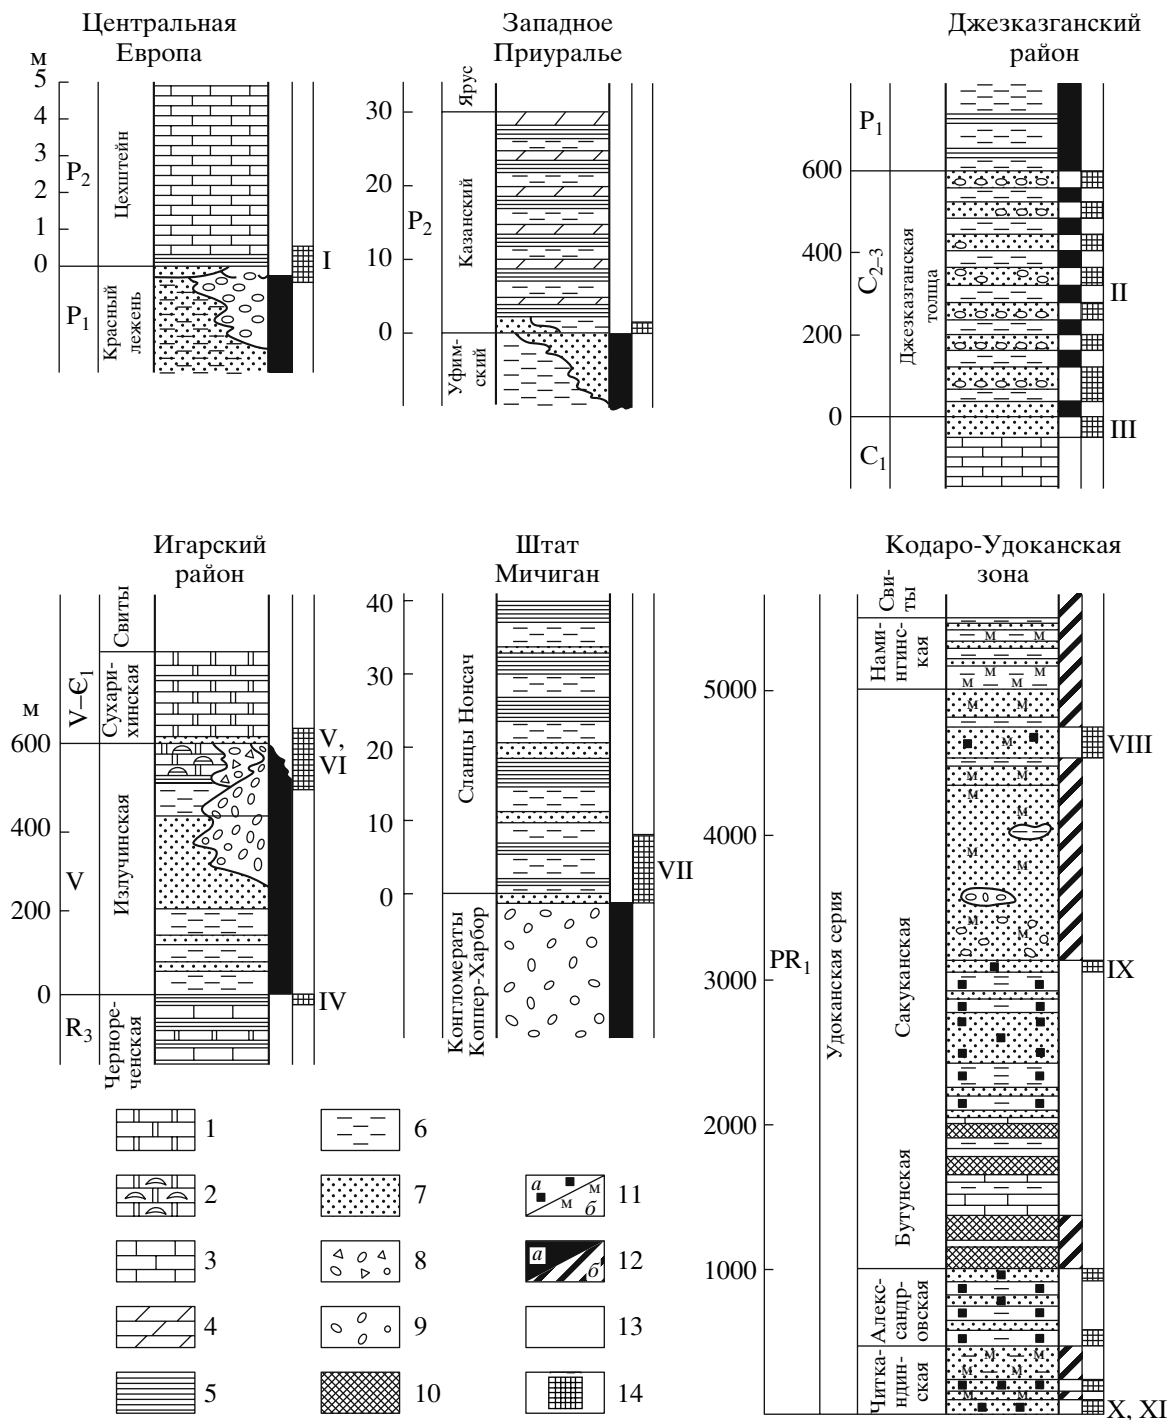 Центральная
Европа
м
5
4
3
2
1
0
P2
P1
Цехштейн
Красный
лежень
I
Западное
Приуралье
30
20
10
0
P2
Ярус
Казанский
Уфим-
ский
Джезказганский
район
600
400
200
0
P1
C2–3
C1
Джезказганская
толща
II
III
Игарский
район
м
600
400
200
0
V–Є1
V
R3
Свиты
Сухари-
хинская
Излучинская
Черноре-
ченская
V,
VI
IV
Штат
Мичиган
40
30
20
10
0
Сланцы Нонсач
Конгломераты
Коппер-Харбор
VII
Кодаро-Удоканская
зона
5000
4000
3000
2000
1000
PR1
Удоканская серия
Сви-
ты
Нами-
нгинс-
кая
Сакуканская
Бутунская
Алек-
сандр-
овская
Читка-
ндин-
ская
м м
м м
м м
м м
м
м м
м м
м м
м м
м м
м м
м м
VIII
IX
X, XI
1
2
3
4
5
6
7
8
9
10
а м м б 11
а б 12
13
14